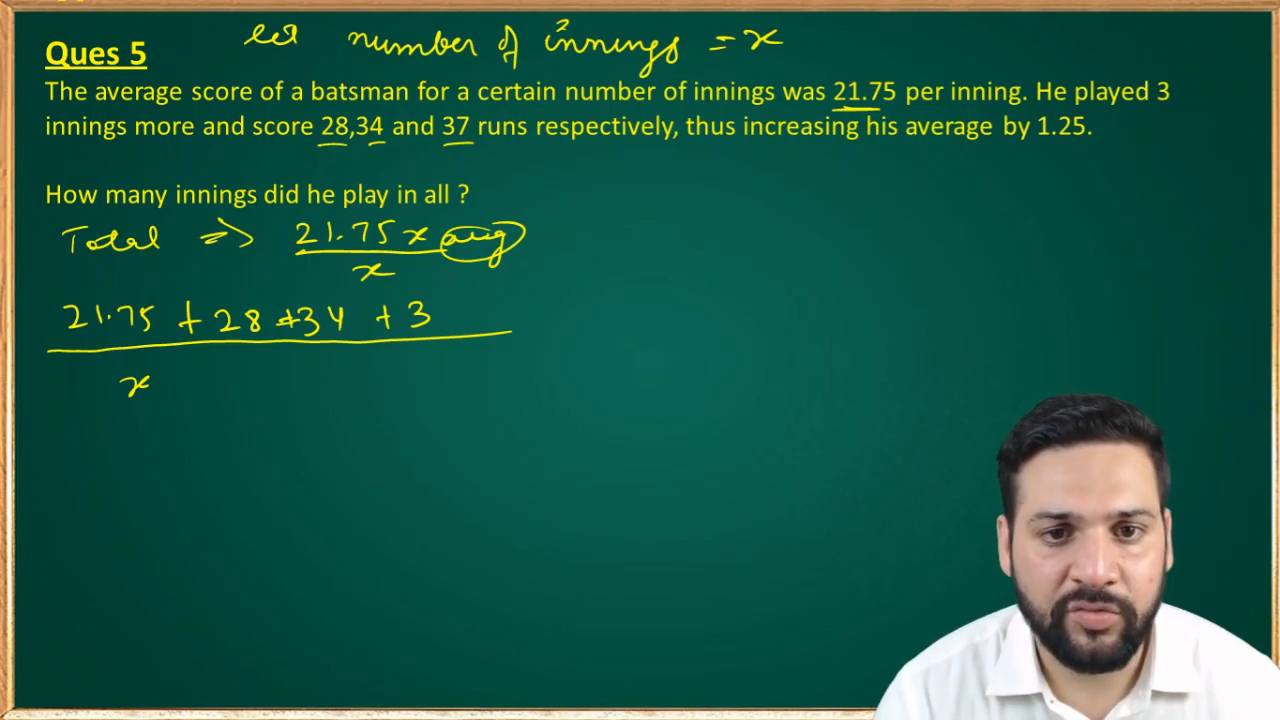 let number of innings = x
Ques 5
The average score of a batsman for a certain number of innings was 21.75 per inning. He played 3
innings more and score 28,34 and 37 runs respectively, thus increasing his average by 1.25.
How many innings did he play in all ?
Total ⇒ 21.75 x avg
x
21.75 + 28 + 34 + 3
x